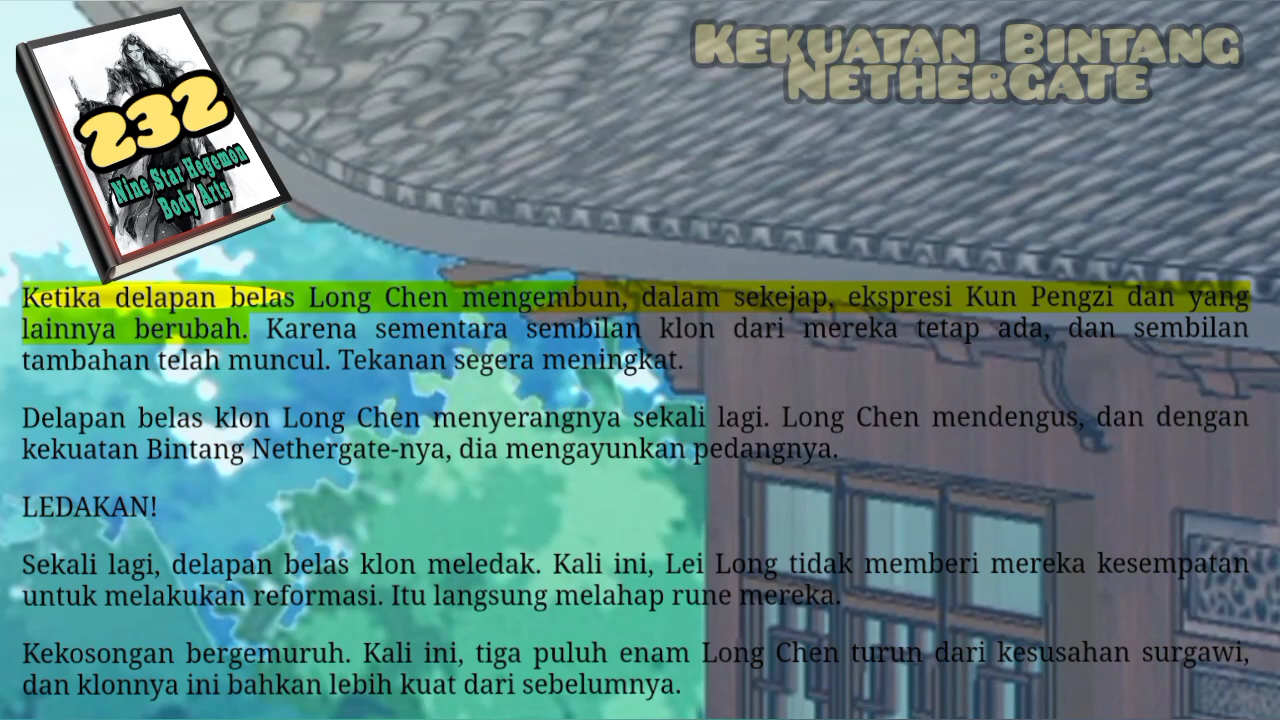 Kekuatan Bintang
Nethergate
232
Nine Star Hegemon
Body Arts
Ketika delapan belas Long Chen mengembun, dalam sekejap, ekspresi Kun Pengzi dan yang
lainnya berubah. Karena sementara sembilan klon dari mereka tetap ada, dan sembilan
tambahan telah muncul. Tekanan segera meningkat.
Delapan belas klon Long Chen menyerangnya sekali lagi. Long Chen mendengus, dan dengan
kekuatan Bintang Nethergate-nya, dia mengayunkan pedangnya.
LEDAKAN!
Sekali lagi, delapan belas klon meledak. Kali ini, Lei Long tidak memberi mereka kesempatan
untuk melakukan reformasi. Itu langsung melahap rune mereka.
Kekosongan bergemuruh. Kali ini, tiga puluh enam Long Chen turun dari kesusahan surgawi,
dan klonnya ini bahkan lebih kuat dari sebelumnya.